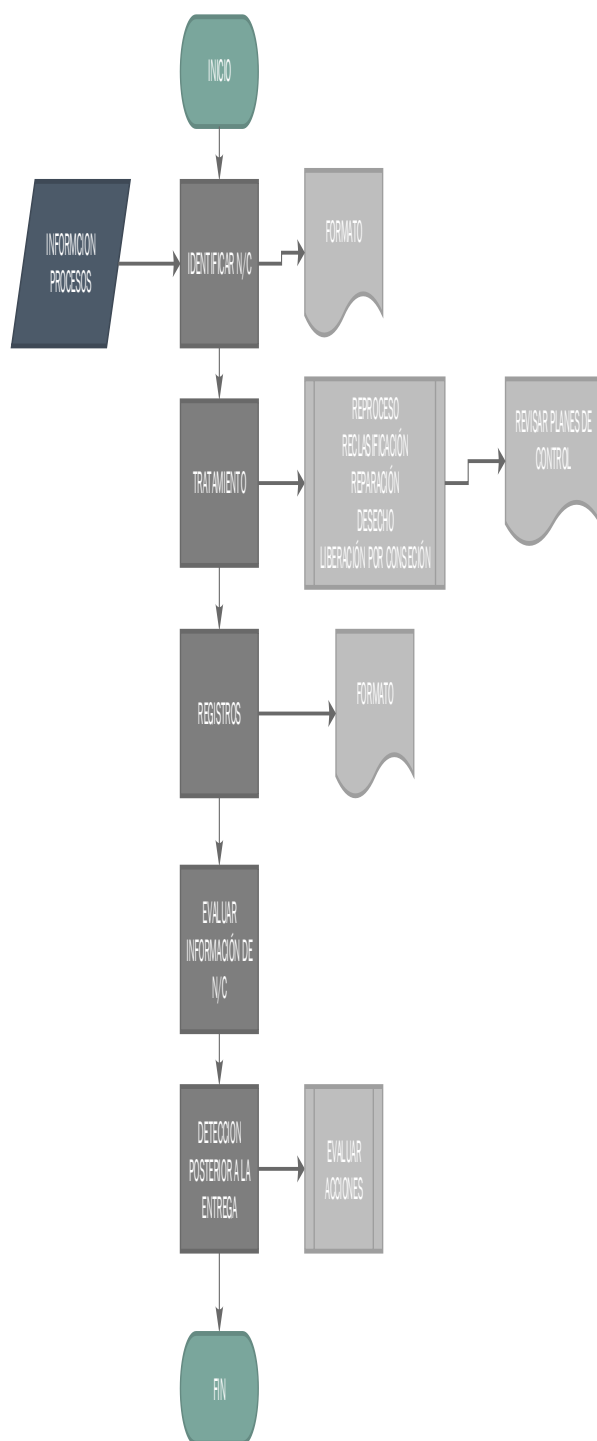 INICIO
INFORMCION
PROCESOS
IDENTIFICAR N/C
FORMATO
TRATAMIENTO
REPROCESO
RECLASIFICACIÓN
REPARACIÓN
DESECHO
LIBERACIÓN POR CONSECIÓN
REVISAR PLANES DE
CONTROL
REGISTROS
FORMATO
EVALUAR
INFORMACIÓN DE
N/C
DETECCION
POSTERIOR A LA
ENTREGA
EVALUAR
ACCIONES
FIN